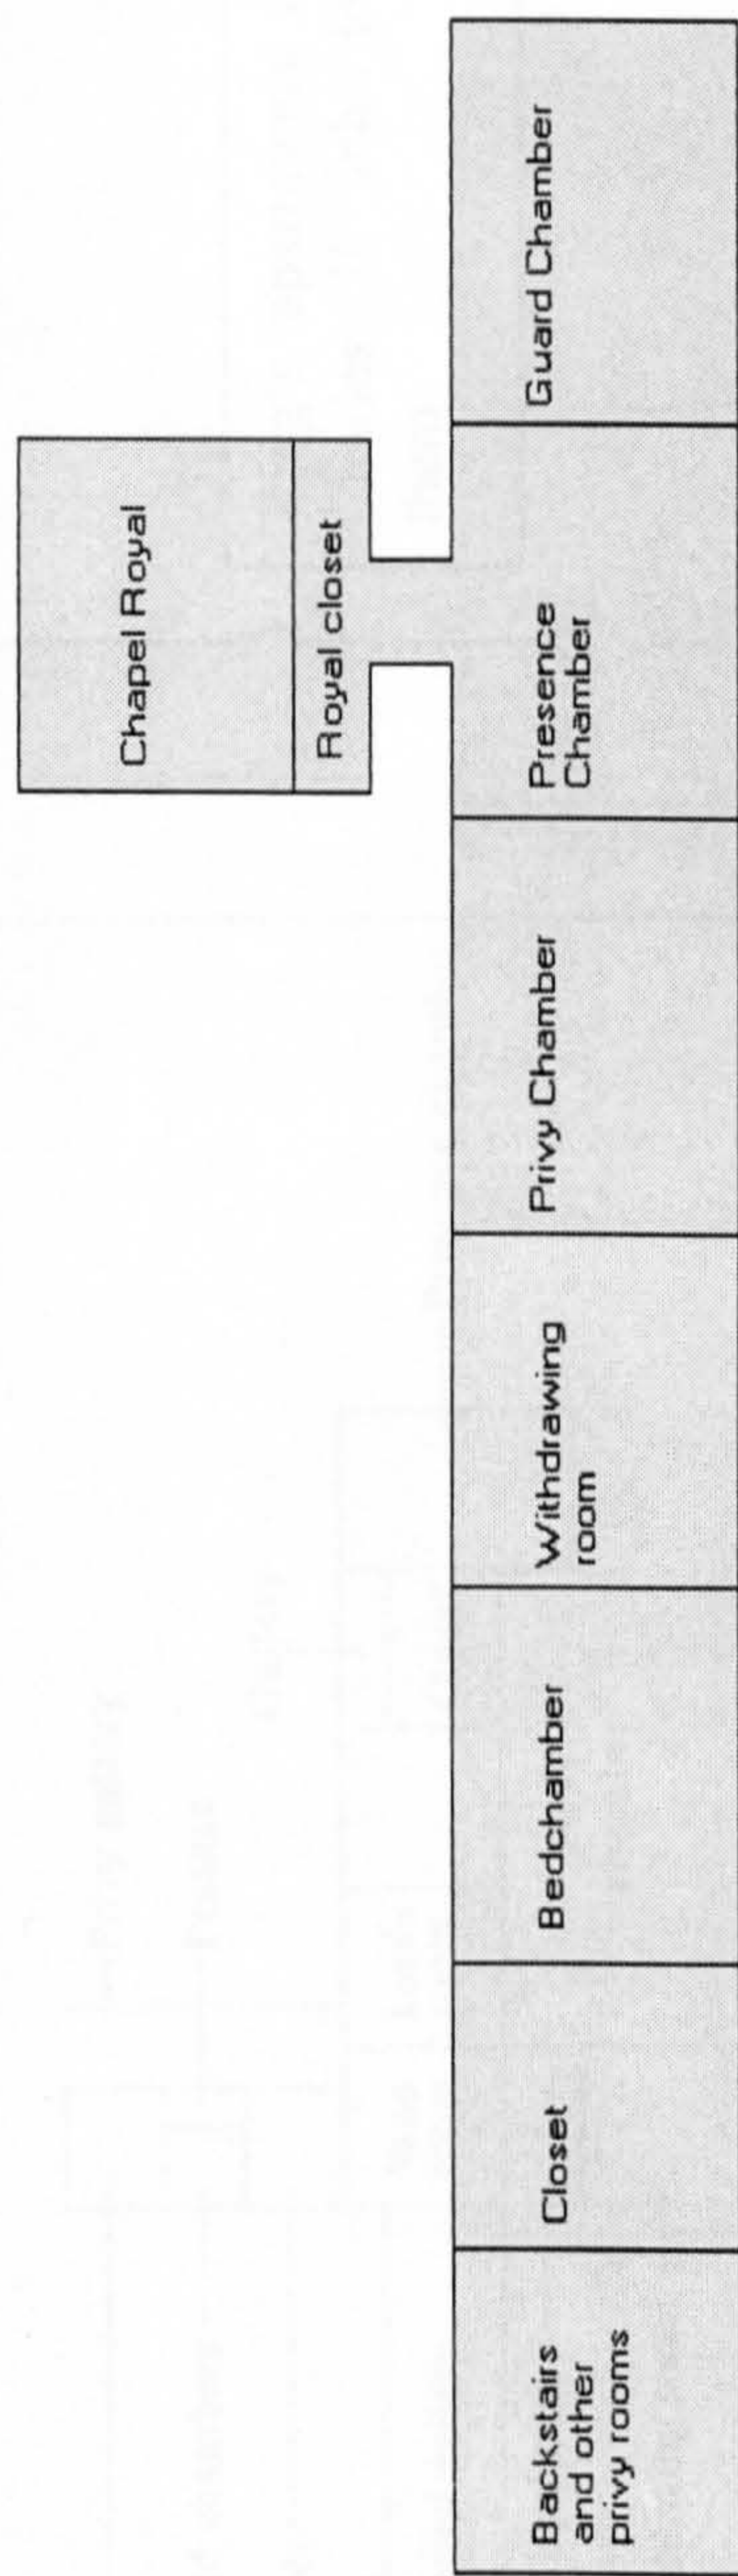 Chapel Royal
Royal closet
Backstairs
and other
privy rooms
Closet
Bedchamber
Withdrawing
room
Privy Chamber
Presence
Chamber
Guard Chamber